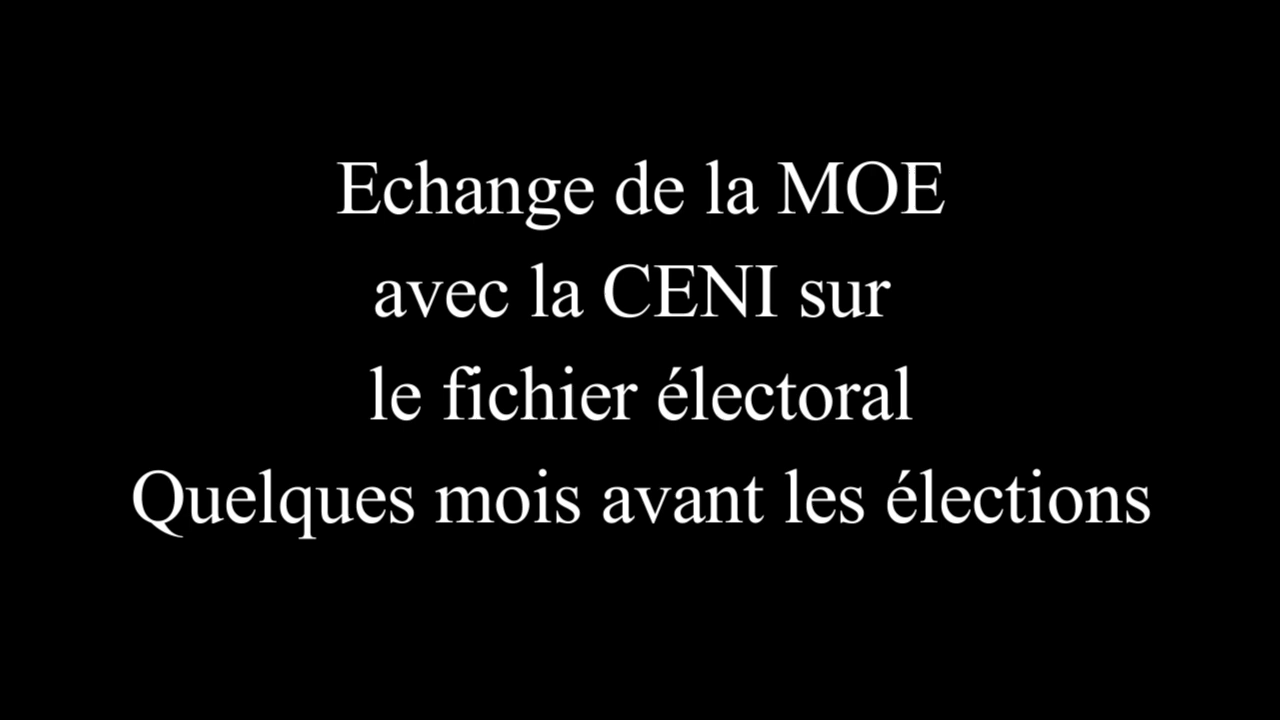 Echange de la MOE
avec la CENI sur
le fichier électoral
Quelques mois avant les élections